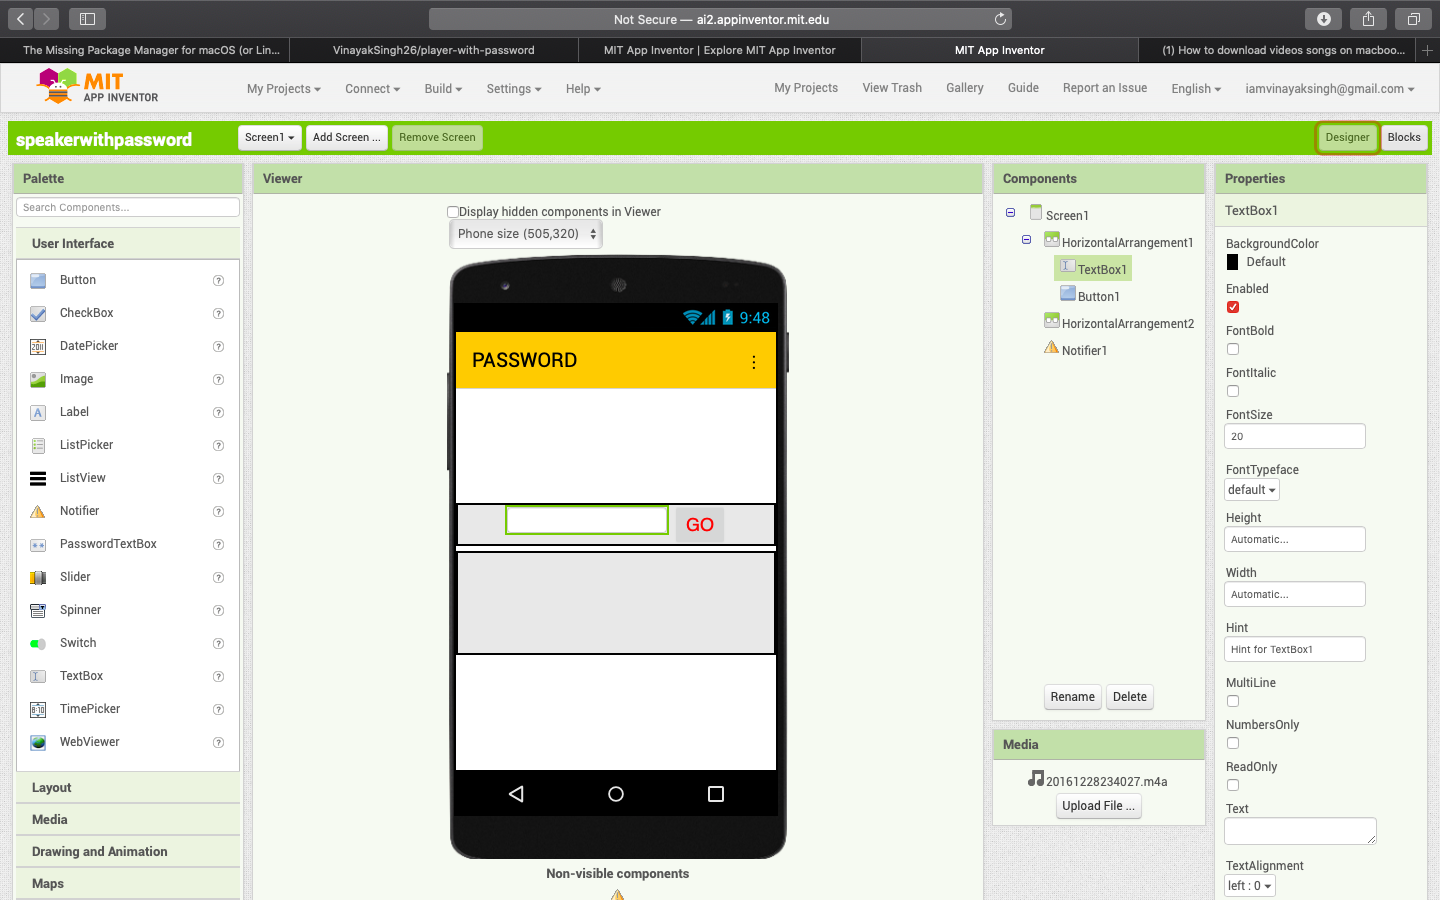 Not Secure — ai2.appinventor.mit.edu
The Missing Package Manager for macOS (or Lin...
VinayakSingh26/player-with-password
MIT App Inventor | Explore MIT App Inventor
MIT App Inventor
(1) How to download videos songs on macboo...
MIT
APP INVENTOR
My Projects
Connect
Build
Settings
Help
My Projects
View Trash
Gallery
Guide
Report an Issue
English
iamvinayaksingh@gmail.com
speakerwithpassword
Screen1
Add Screen ...
Remove Screen
Designer
Blocks
Palette
Search Components...
User Interface
Button ?
CheckBox ?
DatePicker ?
Image ?
Label ?
ListPicker ?
ListView ?
Notifier ?
PasswordTextBox ?
Slider ?
Spinner ?
Switch ?
TextBox ?
TimePicker ?
WebViewer ?
Layout
Media
Drawing and Animation
Maps
Viewer
Display hidden components in Viewer
Phone size (505,320)
9:48
PASSWORD
GO
Non-visible components
Components
Screen1
HorizontalArrangement1
TextBox1
Button1
HorizontalArrangement2
Notifier1
Rename
Delete
Media
20161228234027.m4a
Upload File ...
Properties
TextBox1
BackgroundColor
Default
Enabled
FontBold
FontItalic
FontSize
20
FontTypeface
default
Height
Automatic...
Width
Automatic...
Hint
Hint for TextBox1
MultiLine
NumbersOnly
ReadOnly
Text
TextAlignment
left : 0